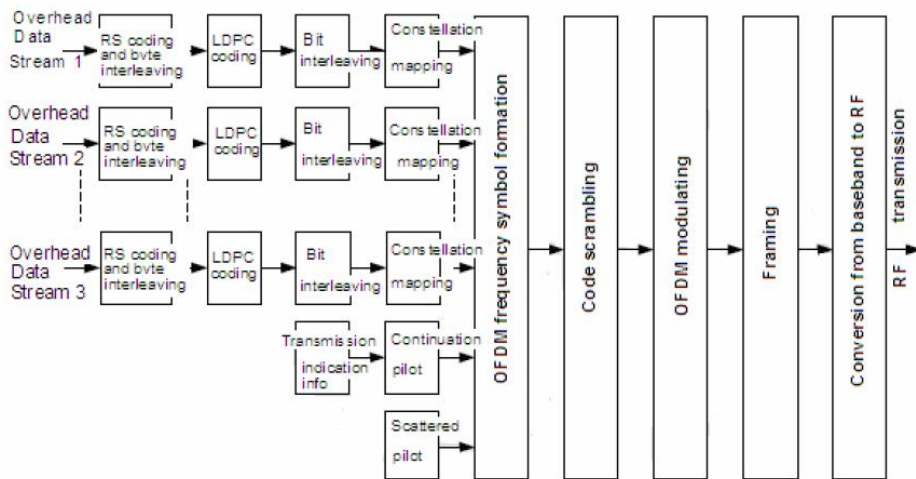 Overhead
Data
Stream 1
RS coding
and bvte
interleaving
LDPC
coding
Bit
interleaving
Constellation
mapping
Overhead
Data
Stream 2
RS coding
and bvte
interleaving
LDPC
coding
Bit
interleaving
Constellation
mapping
Overhead
Data
Stream 3
RS coding
and bvte
interleaving
LDPC
coding
Bit
interleaving
Constellation
mapping
Transmission
indication
info
Continuation
pilot
Scattered
pilot
OFDM frequency symbol formation
Code scrambling
OFDM modulating
Framing
Conversion from baseband to RF
RF transmission